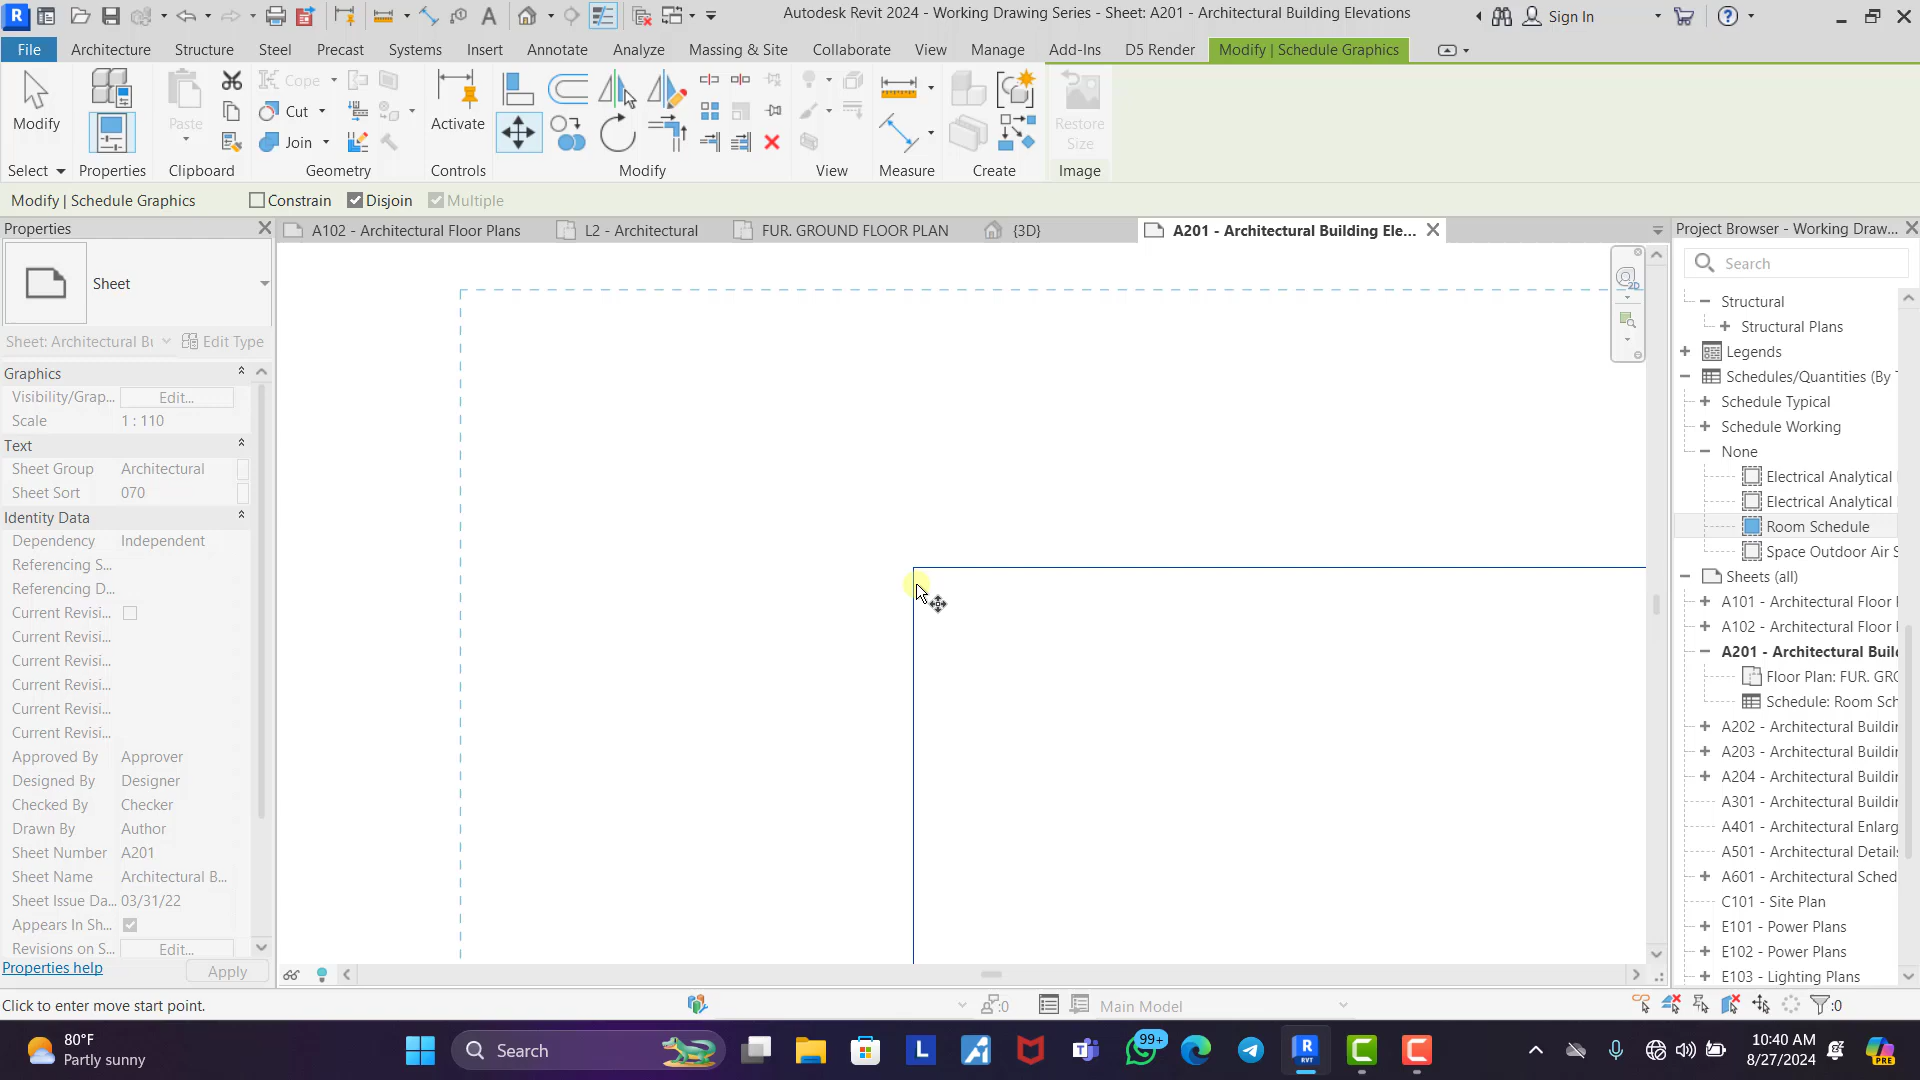 Autodesk Revit 2024 - Working Drawing Series - Sheet: A201 - Architectural Building Elevations
Sign In
File
Architecture
Structure
Steel
Precast
Systems
Insert
Annotate
Analyze
Massing & Site
Collaborate
View
Manage
Add-Ins
D5 Render
Modify | Schedule Graphics
Modify
Paste
Cope
Cut
Join
Activate
Restore
Size
Select
Properties
Clipboard
Geometry
Controls
Modify
View
Measure
Create
Image
Modify | Schedule Graphics
Constrain
Disjoin
Multiple
Properties
A102 - Architectural Floor Plans
L2 - Architectural
FUR. GROUND FLOOR PLAN
{3D}
A201 - Architectural Building Ele...
Project Browser - Working Draw...
Sheet
Search
Sheet: Architectural Bu
Edit Type
Graphics
Visibility/Grap...
Edit...
Scale
1 : 110
Text
Sheet Group
Architectural
Sheet Sort
070
Identity Data
Dependency
Independent
Referencing S...
Referencing D...
Current Revisi...
Current Revisi...
Current Revisi...
Current Revisi...
Current Revisi...
Current Revisi...
Approved By
Approver
Designed By
Designer
Checked By
Checker
Drawn By
Author
Sheet Number
A201
Sheet Name
Architectural B...
Sheet Issue Da...
03/31/22
Appears In Sh...
Revisions on S...
Edit...
Properties help
Apply
2D
Structural
Structural Plans
Legends
Schedules/Quantities (By T
Schedule Typical
Schedule Working
None
Electrical Analytical
Electrical Analytical
Room Schedule
Space Outdoor Air S
Sheets (all)
A101 - Architectural Floor
A102 - Architectural Floor
A201 - Architectural Build
Floor Plan: FUR. GRO
Schedule: Room Sch
A202 - Architectural Buildin
A203 - Architectural Buildin
A204 - Architectural Buildin
A301 - Architectural Buildin
A401 - Architectural Enlarg
A501 - Architectural Details
A601 - Architectural Sched
C101 - Site Plan
E101 - Power Plans
E102 - Power Plans
E103 - Lighting Plans
Click to enter move start point.
:0
Main Model
:0
80°F
Partly sunny
Search
99+
10:40 AM
8/27/2024